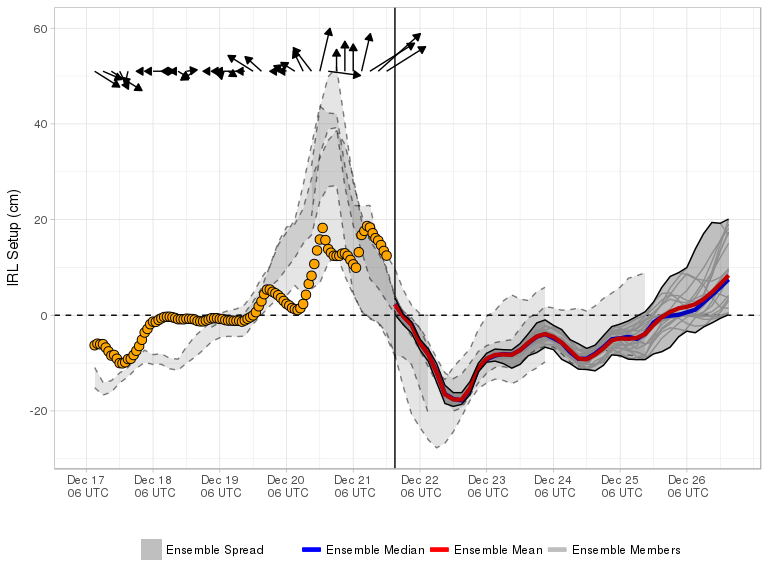 60
40
20
0
-20
IRL Setup (cm)
Dec 17 Dec 18 Dec 19 Dec 20 Dec 21 Dec 22 Dec 23 Dec 24 Dec 25 Dec 26
06 UTC 06 UTC 06 UTC 06 UTC 06 UTC 06 UTC 06 UTC 06 UTC 06 UTC 06 UTC
Ensemble Spread Ensemble Median Ensemble Mean Ensemble Members